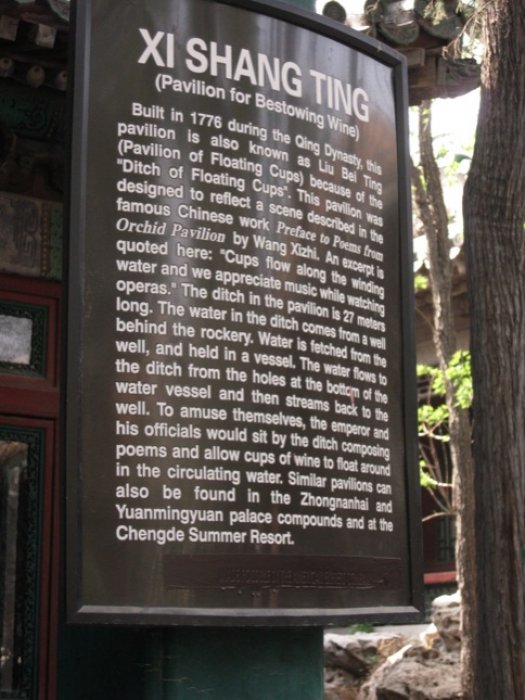 XI SHANG TING
(Pavilion for Bestowing Wine)
Built in 1776 during the Qing Dynasty, this
pavilion is also known as Liu Bei Ting
(Pavilion of Floating Cups) because of the
"Ditch of Floating Cups". This pavilion was
designed to reflect a scene described in the
famous Chinese work Preface to Poems from
Orchid Pavilion by Wang Xizhi. An excerpt is
quoted here: "Cups flow along the winding
water and we appreciate music while watching
operas." The ditch in the pavilion is 27 meters
long. The water in the ditch comes from a well
behind the rockery. Water is fetched from the
well, and held in a vessel. The water flows to
the ditch from the holes at the bottom of the
water vessel and then streams back to the
well. To amuse themselves, the emperor and
his officials would sit by the ditch composing
poems and allow cups of wine to float around
in the circulating water. Similar pavilions can
also be found in the Zhongnanhai and
Yuanmingyuan palace compounds and at the
Chengde Summer Resort.